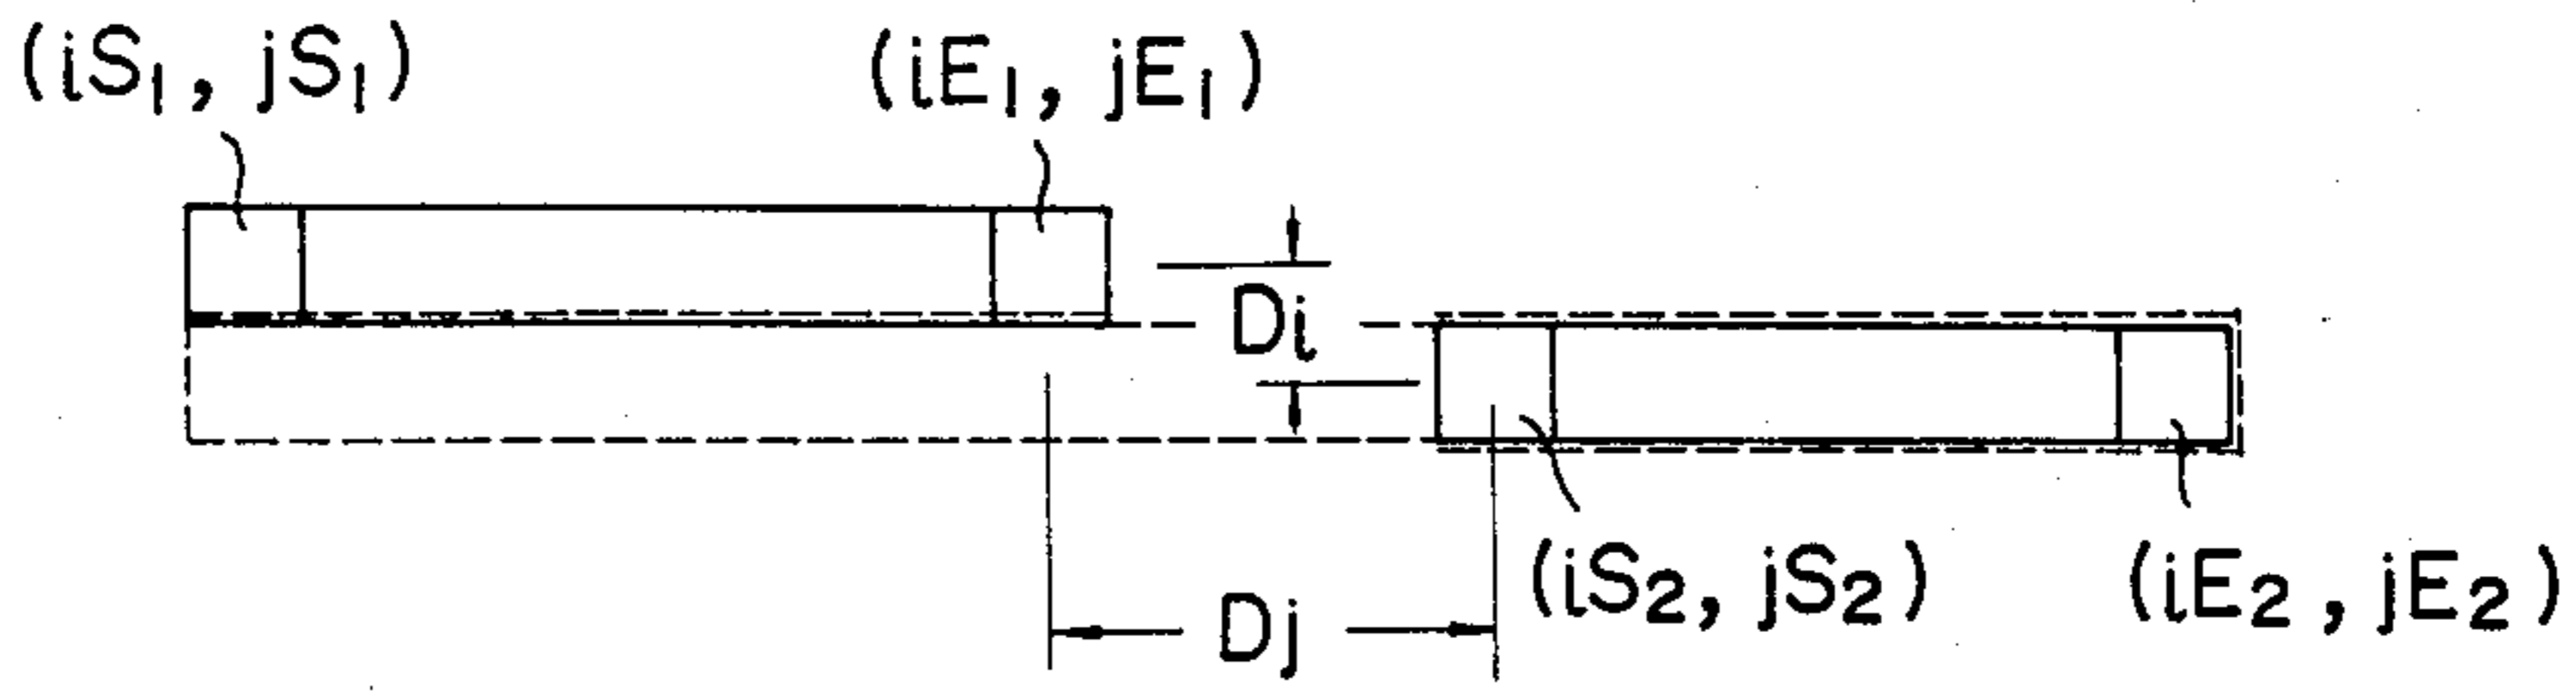 (iS₁, jS₁) (iE₁, jE₁)
Di
(iS₂, jS₂) (iE₂, jE₂)
Dj